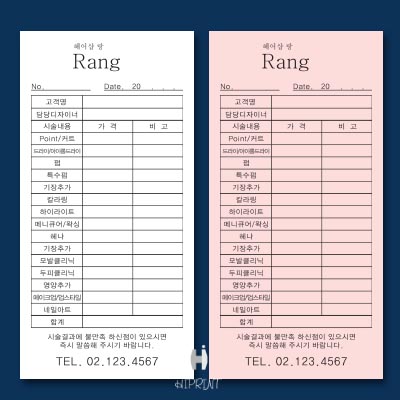 헤어샵 랑
Rang
No. Date. 20 . . .
고객명
담당디자이너
시술내용 가 격 비 고
Point/커트
드라이/아이롱드라이
펌
특수펌
기장추가
칼라링
하이라이트
메니큐어/왁싱
헤나
기장추가
모발클리닉
두피클리닉
영양추가
메이크업/업스타일
네일아트
합계
시술결과에 불만족 하신점이 있으시면
즉시 말씀해 주시기 바랍니다.
TEL. 02.123.4567
헤어샵 랑
Rang
No. Date. 20 . . .
고객명
담당디자이너
시술내용 가 격 비 고
Point/커트
드라이/아이롱드라이
펌
특수펌
기장추가
칼라링
하이라이트
메니큐어/왁싱
헤나
기장추가
모발클리닉
두피클리닉
영양추가
메이크업/업스타일
네일아트
합계
시술결과에 불만족 하신점이 있으시면
즉시 말씀해 주시기 바랍니다.
TEL. 02.123.4567
HIPRINT